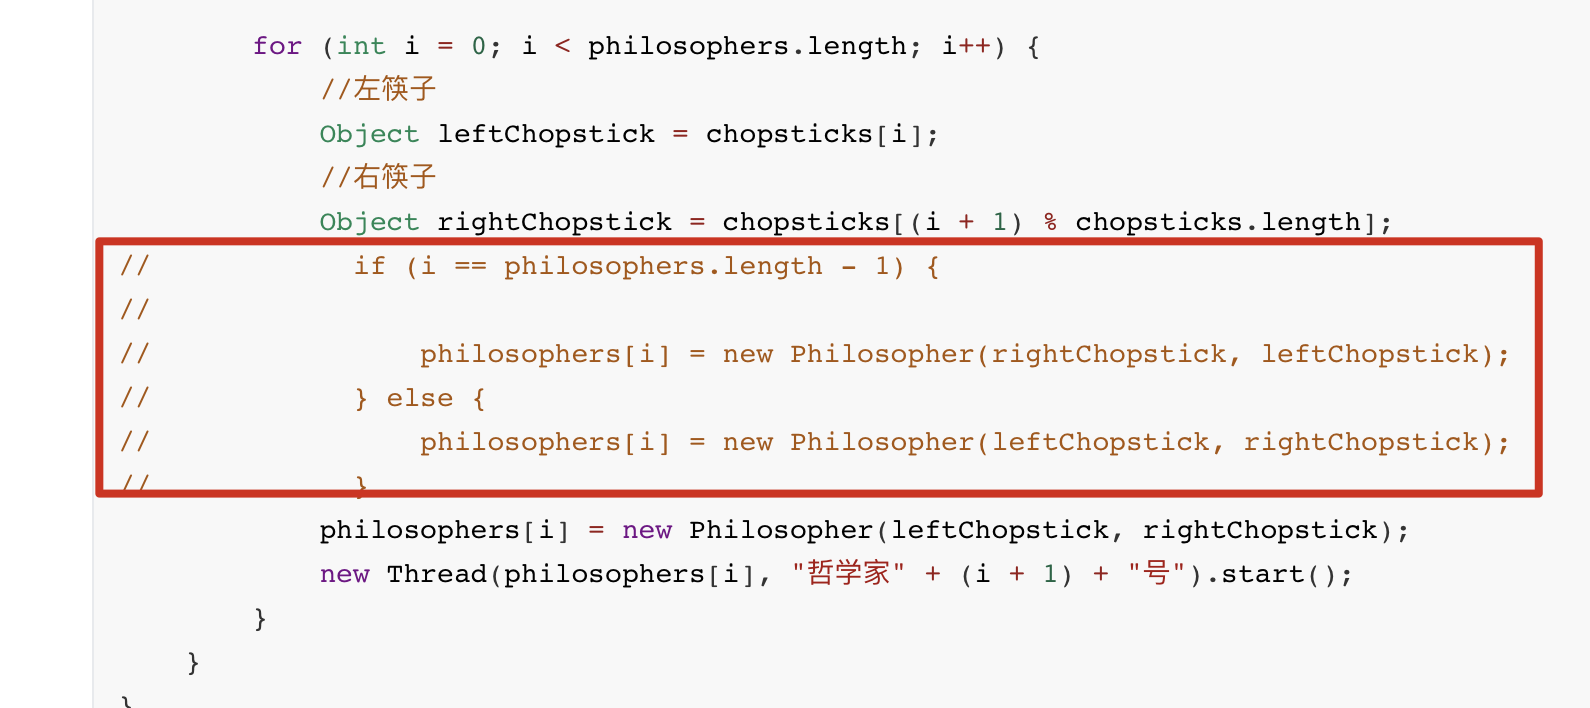 for (int i = 0; i < philosophers.length; i++) {
//左筷子
Object leftChopstick = chopsticks[i];
//右筷子
Object rightChopstick = chopsticks[(i + 1) % chopsticks.length];
//            if (i == philosophers.length - 1) {
//
//                philosophers[i] = new Philosopher(rightChopstick, leftChopstick);
//            } else {
//                philosophers[i] = new Philosopher(leftChopstick, rightChopstick);
//            }
philosophers[i] = new Philosopher(leftChopstick, rightChopstick);
new Thread(philosophers[i], "哲学家" + (i + 1) + "号").start();
}
}
}